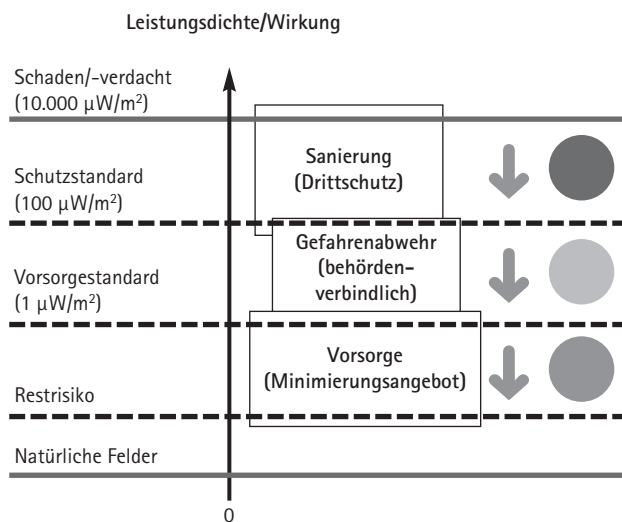 Leistungsdichte/Wirkung
Schaden/-verdacht
(10.000 µW/m²)
Sanierung
(Drittschutz)
Schutzstandard
(100 µW/m²)
Gefahrenabwehr
(behörden-
verbindlich)
Vorsorgestandard
(1 µW/m²)
Vorsorge
(Minimierungsangebot)
Restrisiko
Natürliche Felder
0